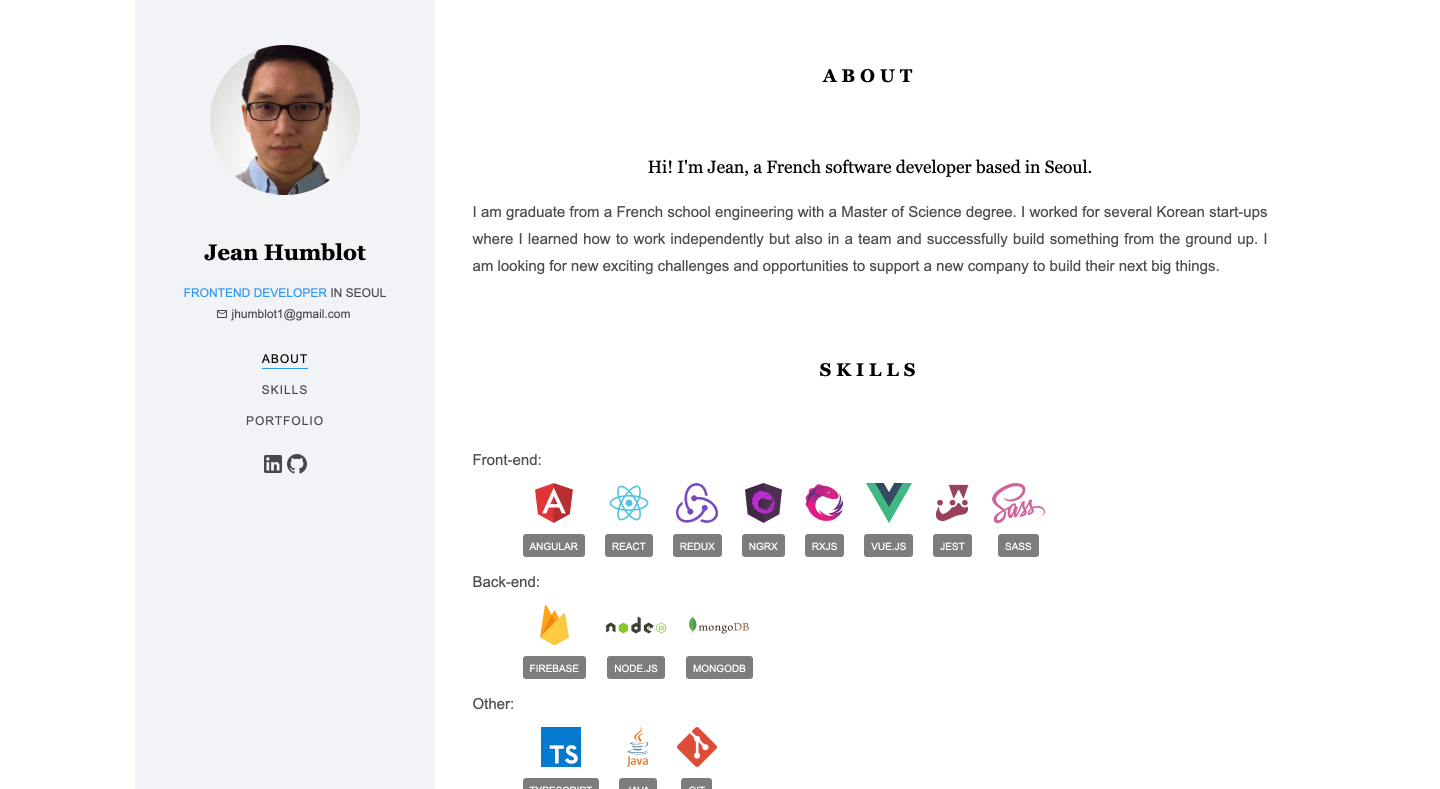 Jean Humblot
FRONTEND DEVELOPER IN SEOUL
jhumblot1@gmail.com
ABOUT
SKILLS
PORTFOLIO
in
ABOUT
Hi! I'm Jean, a French software developer based in Seoul.
I am graduate from a French school engineering with a Master of Science degree. I worked for several Korean start-ups
where I learned how to work independently but also in a team and successfully build something from the ground up. I
am looking for new exciting challenges and opportunities to support a new company to build their next big things.
SKILLS
Front-end:
A
Sass
ANGULAR REACT REDUX NGRX RXJS VUE.JS JEST SASS
Back-end:
node JS mongoDB
FIREBASE NODE.JS MONGODB
Other:
TS Java
TYPESCRIPT JAVA GIT